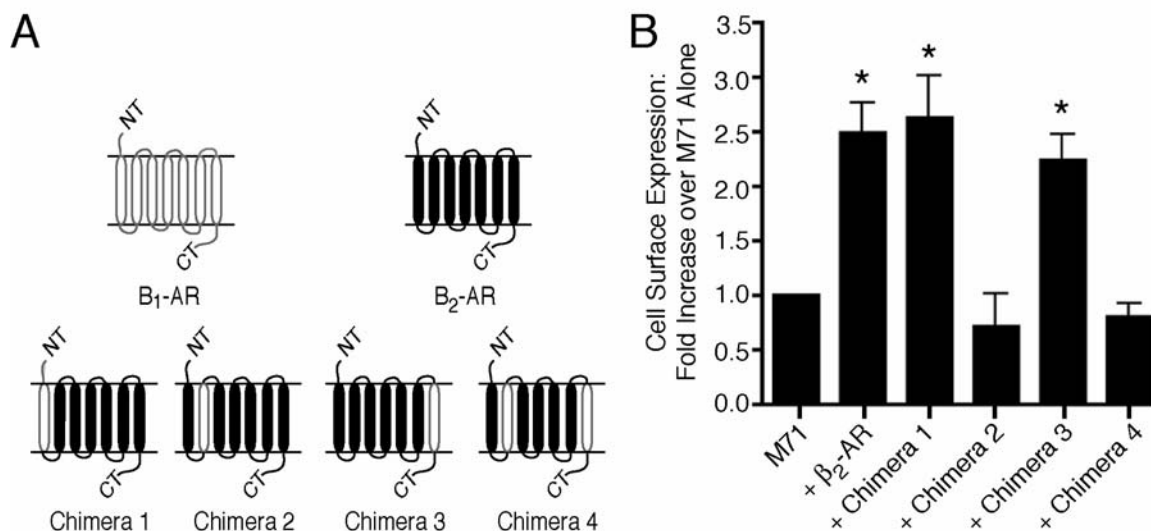 A
NT
CT
B1-AR
NT
CT
B2-AR
NT
CT
Chimera 1
NT
CT
Chimera 2
NT
CT
Chimera 3
NT
CT
Chimera 4
B
Cell Surface Expression:
Fold Increase over M71 Alone
3.5
3.0
2.5
2.0
1.5
1.0
0.5
0.0
*
*
*
M71
+ β2-AR
+ Chimera 1
+ Chimera 2
+ Chimera 3
+ Chimera 4